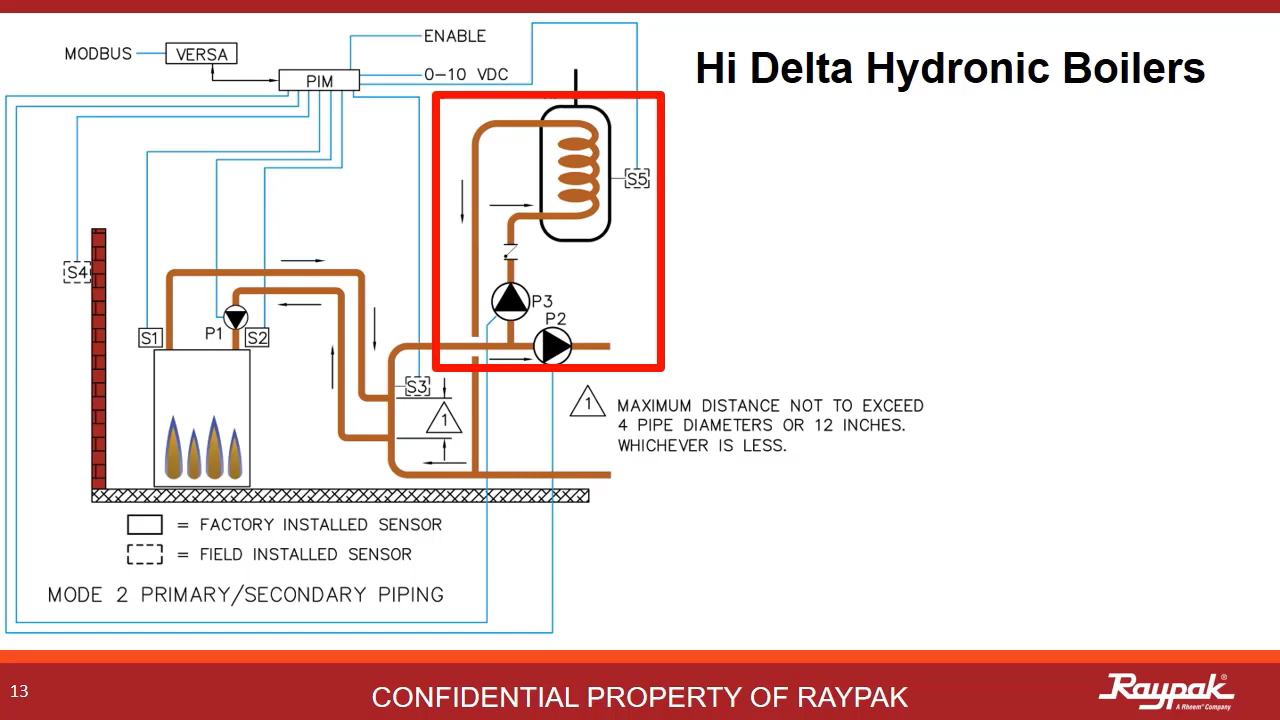 Hi Delta Hydronic Boilers
MODBUS
VERSA
ENABLE
PIM
0-10 VDC
S5
S4
P3
P2
P1
S1
S2
S3
1
1
MAXIMUM DISTANCE NOT TO EXCEED
4 PIPE DIAMETERS OR 12 INCHES.
WHICHEVER IS LESS.
= FACTORY INSTALLED SENSOR
= FIELD INSTALLED SENSOR
MODE 2 PRIMARY/SECONDARY PIPING
13
CONFIDENTIAL PROPERTY OF RAYPAK
Raypak®
A Rheem® Company